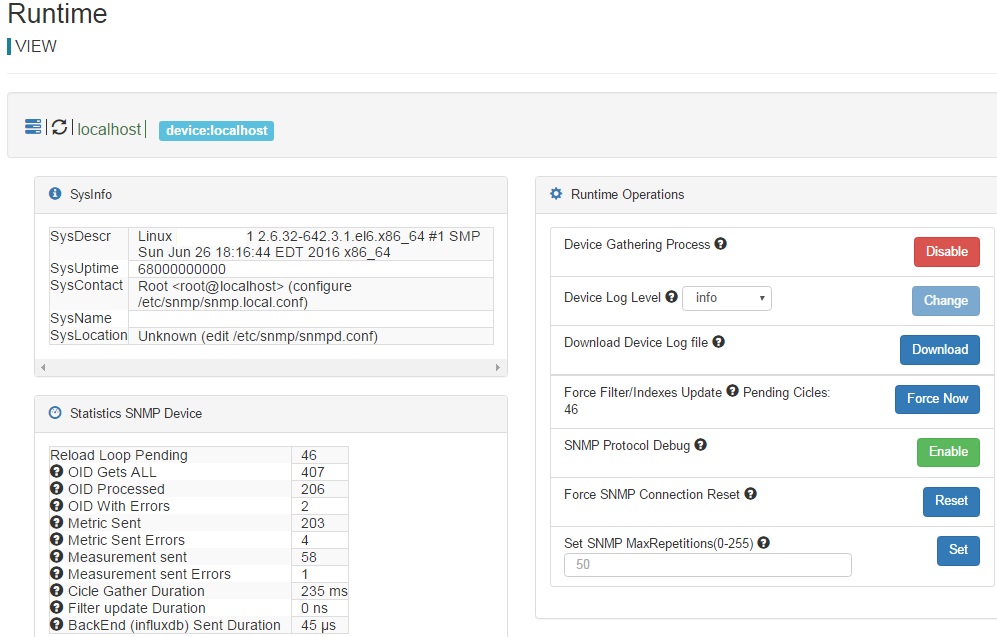 Runtime
VIEW
localhost
device:localhost
SysInfo
SysDescr Linux 1 2.6.32-642.3.1.el6.x86_64 #1 SMP
Sun Jun 26 18:16:44 EDT 2016 x86_64
SysUptime 68000000000
SysContact Root <root@localhost> (configure
/etc/snmp/snmp.local.conf)
SysName
SysLocation Unknown (edit /etc/snmp/snmpd.conf)
Statistics SNMP Device
Reload Loop Pending 46
OID Gets ALL 407
OID Processed 206
OID With Errors 2
Metric Sent 203
Metric Sent Errors 4
Measurement sent 58
Measurement sent Errors 1
Cicle Gather Duration 235 ms
Filter update Duration 0 ns
BackEnd (influxdb) Sent Duration 45 µs
Runtime Operations
Device Gathering Process Disable
Device Log Level info Change
Download Device Log file Download
Force Filter/Indexes Update Pending Cicles: Force Now
46
SNMP Protocol Debug Enable
Force SNMP Connection Reset Reset
Set SNMP MaxRepetitions(0-255) Set
50